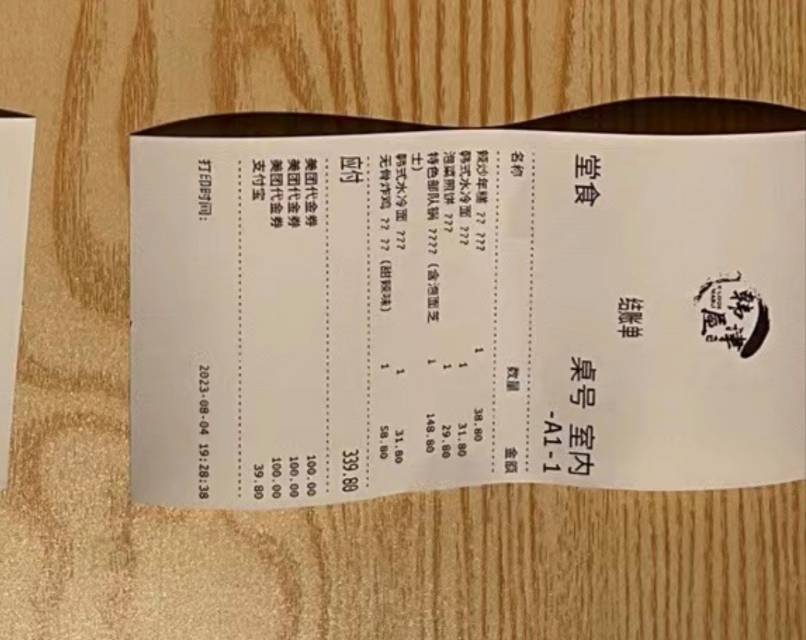 韩津
屋
结账单
堂食 桌号 室内
-A1-1
名称 数量 金额
辣炒年糕 ?? ??? 1 38.80
韩式水冷面 ??? 1 31.80
泡菜煎饼 ??? 1 29.80
特色部队锅 ???? (含泡面芝 1 148.80
士)
韩式水冷面 ??? 1 31.80
无骨炸鸡 ?? ?? (甜辣味) 1 58.80
应付 339.80
美团代金券 100.00
美团代金券 100.00
美团代金券 100.00
支付宝 39.80
打印时间: 2023-08-04 19:28:38